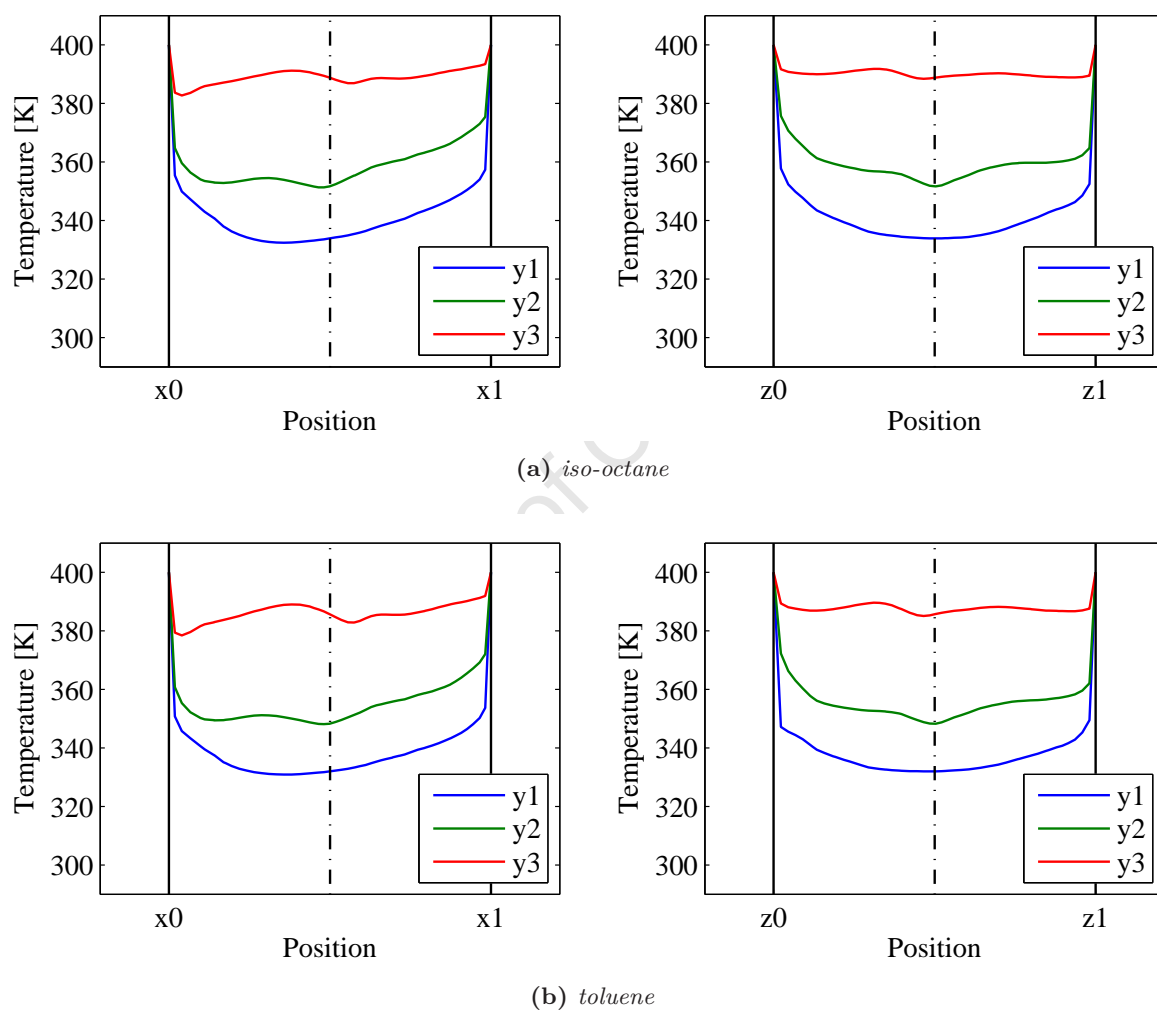 Temperature [K]
400
380
360
340
320
300
x0
x1
Position
y1
y2
y3
Temperature [K]
400
380
360
340
320
300
z0
z1
Position
y1
y2
y3
(a) iso-octane
of
Temperature [K]
400
380
360
340
320
300
x0
x1
Position
y1
y2
y3
Temperature [K]
400
380
360
340
320
300
z0
z1
Position
y1
y2
y3
(b) toluene